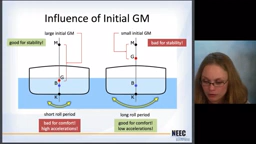 Influence of Initial GM
large initial GM
small initial GM
good for stability!
bad for stability!
M
M
G
G
B
B
short roll period
long roll period
bad for comfort!
high accelerations!
good for comfort!
low accelerations!
NEEC